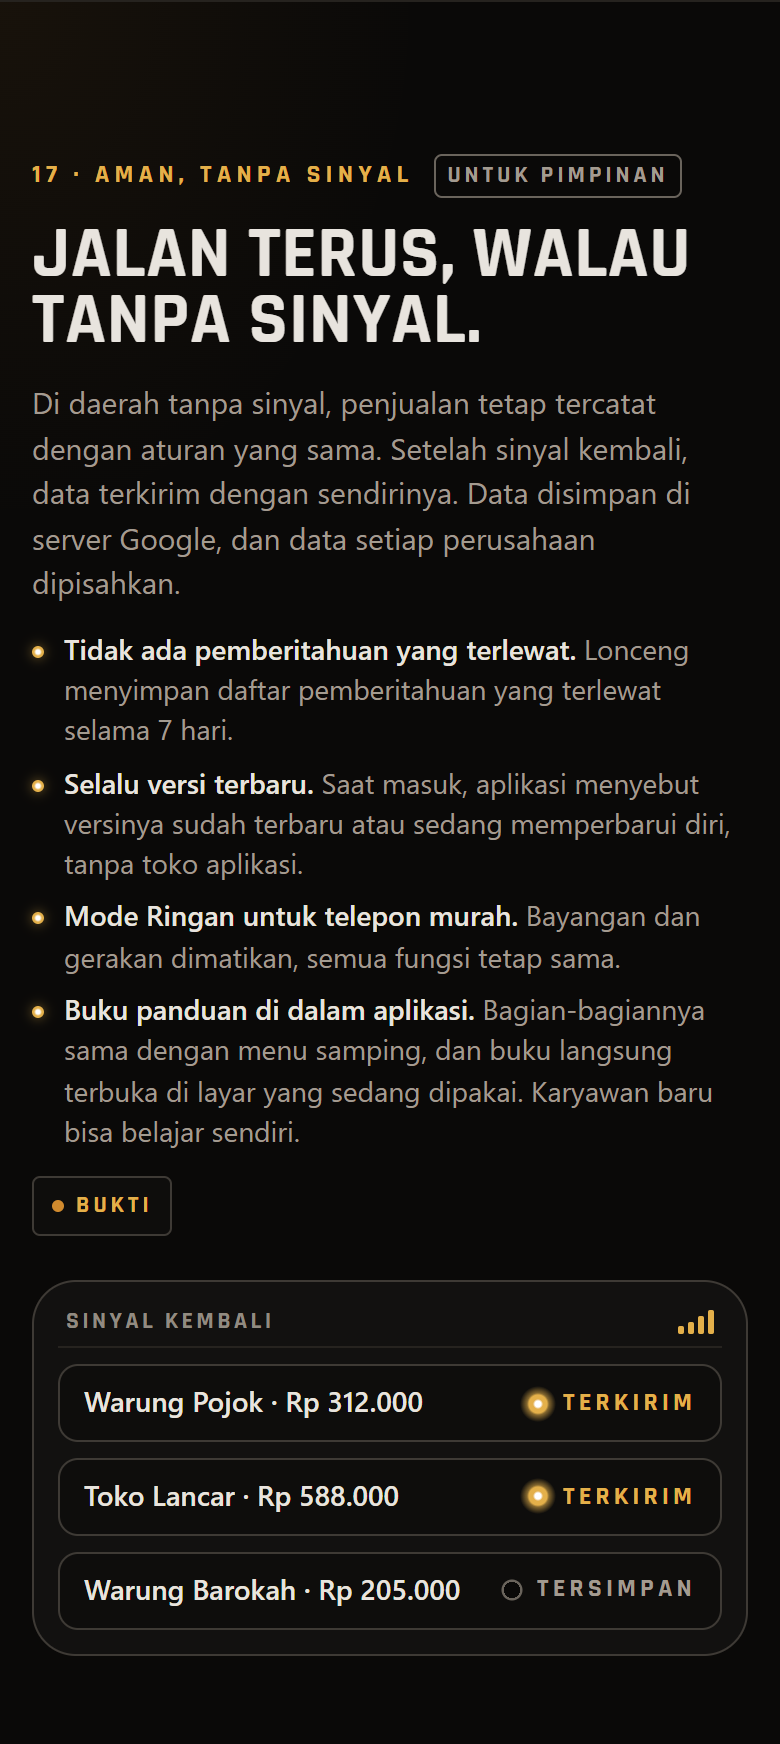 17 · AMAN, TANPA SINYAL
UNTUK PIMPINAN
JALAN TERUS, WALAU
TANPA SINYAL.
Di daerah tanpa sinyal, penjualan tetap tercatat
dengan aturan yang sama. Setelah sinyal kembali,
data terkirim dengan sendirinya. Data disimpan di
server Google, dan data setiap perusahaan
dipisahkan.
Tidak ada pemberitahuan yang terlewat. Lonceng
menyimpan daftar pemberitahuan yang terlewat
selama 7 hari.
Selalu versi terbaru. Saat masuk, aplikasi menyebut
versinya sudah terbaru atau sedang memperbarui diri,
tanpa toko aplikasi.
Mode Ringan untuk telepon murah. Bayangan dan
gerakan dimatikan, semua fungsi tetap sama.
Buku panduan di dalam aplikasi. Bagian-bagiannya
sama dengan menu samping, dan buku langsung
terbuka di layar yang sedang dipakai. Karyawan baru
bisa belajar sendiri.
BUKTI
SINYAL KEMBALI
Warung Pojok · Rp 312.000 TERKIRIM
Toko Lancar · Rp 588.000 TERKIRIM
Warung Barokah · Rp 205.000 TERSIMPAN